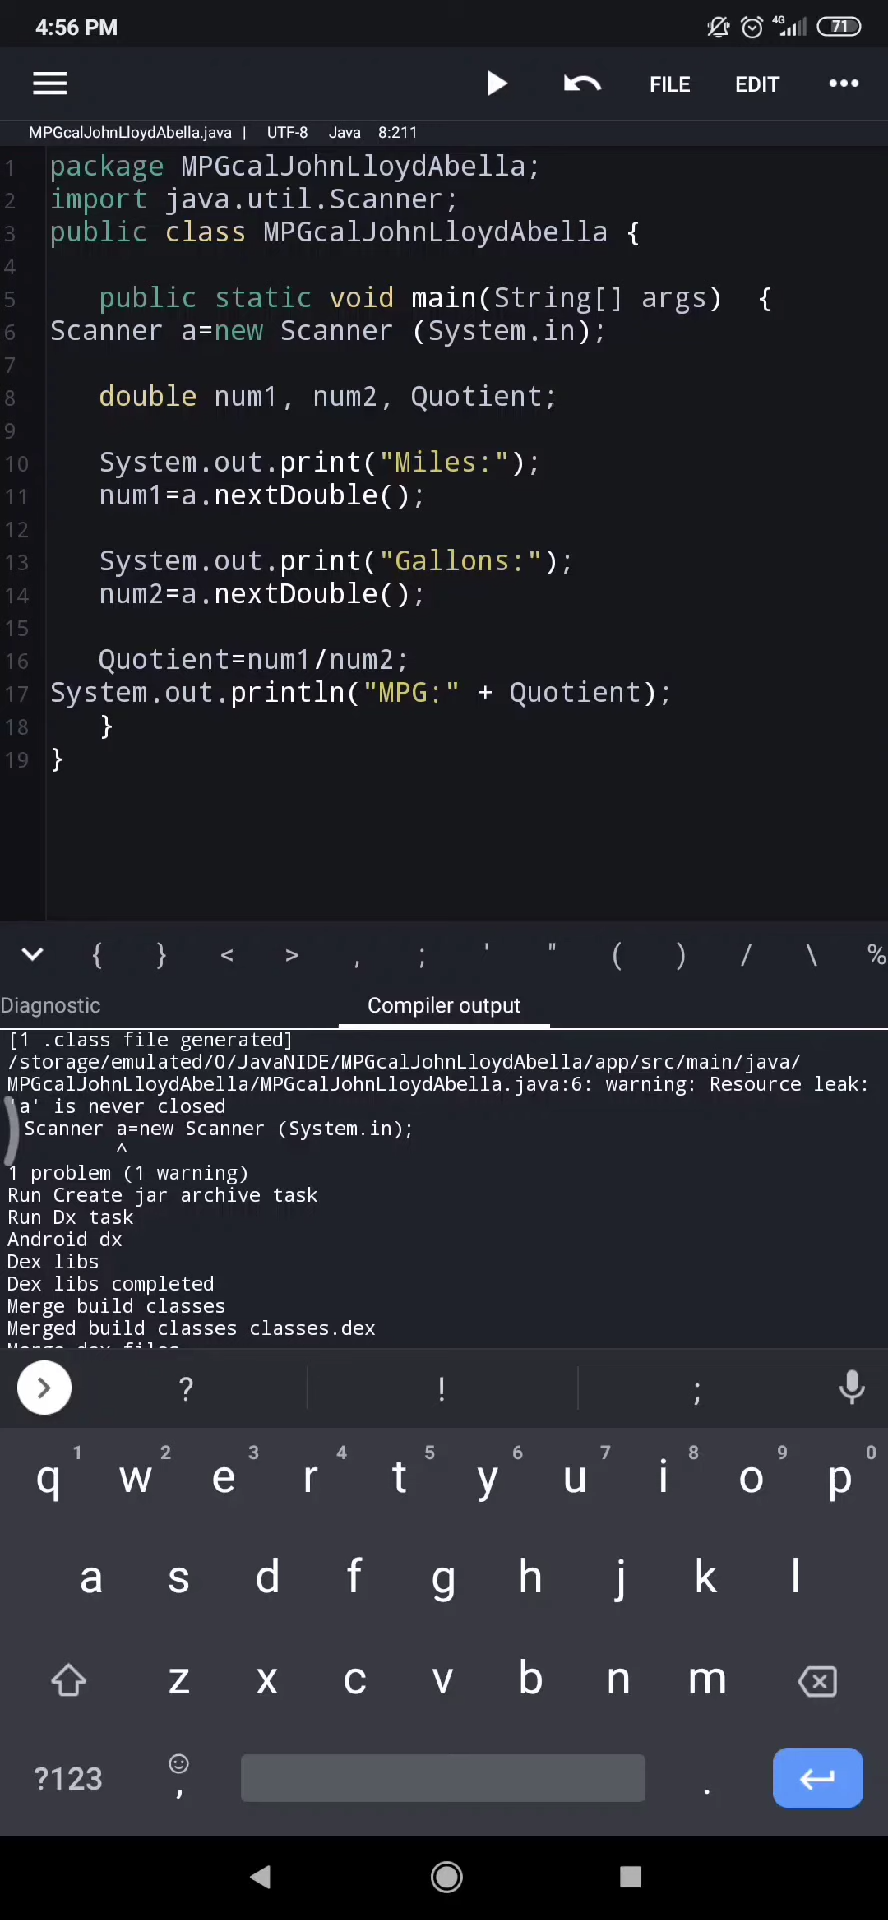 4:56 PM
4G
71
FILE EDIT
MPGcalJohnLloydAbella.java | UTF-8 Java 8:211
1 package MPGcalJohnLloydAbella;
2 import java.util.Scanner;
3 public class MPGcalJohnLloydAbella {
4
5 public static void main(String[] args) {
6 Scanner a=new Scanner (System.in);
7
8 double num1, num2, Quotient;
9
10 System.out.print("Miles:");
11 num1=a.nextDouble();
12
13 System.out.print("Gallons:");
14 num2=a.nextDouble();
15
16 Quotient=num1/num2;
17 System.out.println("MPG:" + Quotient);
18 }
19 }
{ } < > , ; ' " ( ) / \ %
Diagnostic Compiler output
[1 .class file generated]
/storage/emulated/0/JavaNIDE/MPGcalJohnLloydAbella/app/src/main/java/
MPGcalJohnLloydAbella/MPGcalJohnLloydAbella.java:6: warning: Resource leak:
'a' is never closed
Scanner a=new Scanner (System.in);
^
1 problem (1 warning)
Run Create jar archive task
Run Dx task
Android dx
Dex libs
Dex libs completed
Merge build classes
Merged build classes classes.dex
Merge dex files
? ! ;
q 1 w 2 e 3 r 4 t 5 y 6 u 7 i 8 o 9 p 0
a s d f g h j k l
z x c v b n m
?123 , .